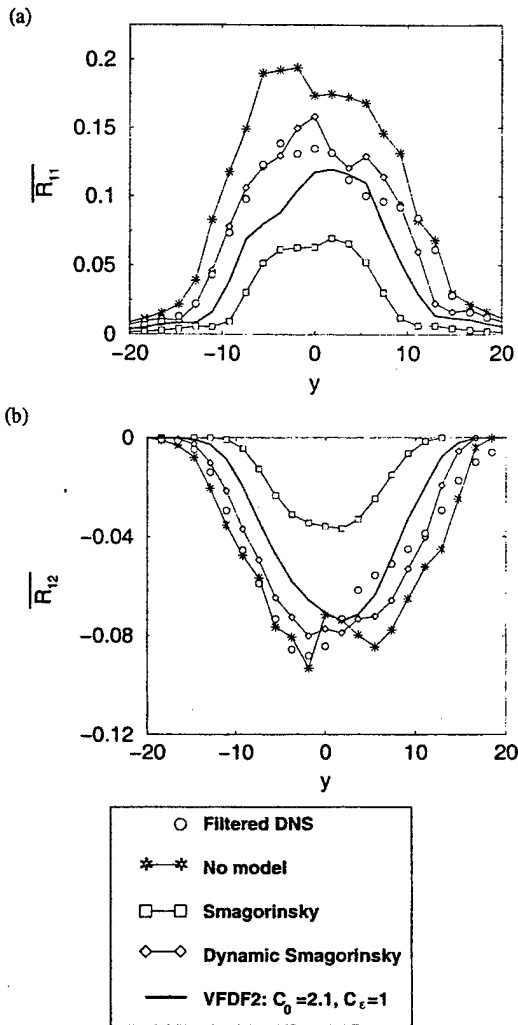 (a)
0.2
0.15
0.1
0.05
0
R₁₁
-20 -10 0 10 20
y
(b)
0
-0.04
-0.08
-0.12
R₁₂
-20 -10 0 10 20
y
Filtered DNS
No model
Smagorinsky
Dynamic Smagorinsky
VFDF2: C₀ =2.1, Cε=1